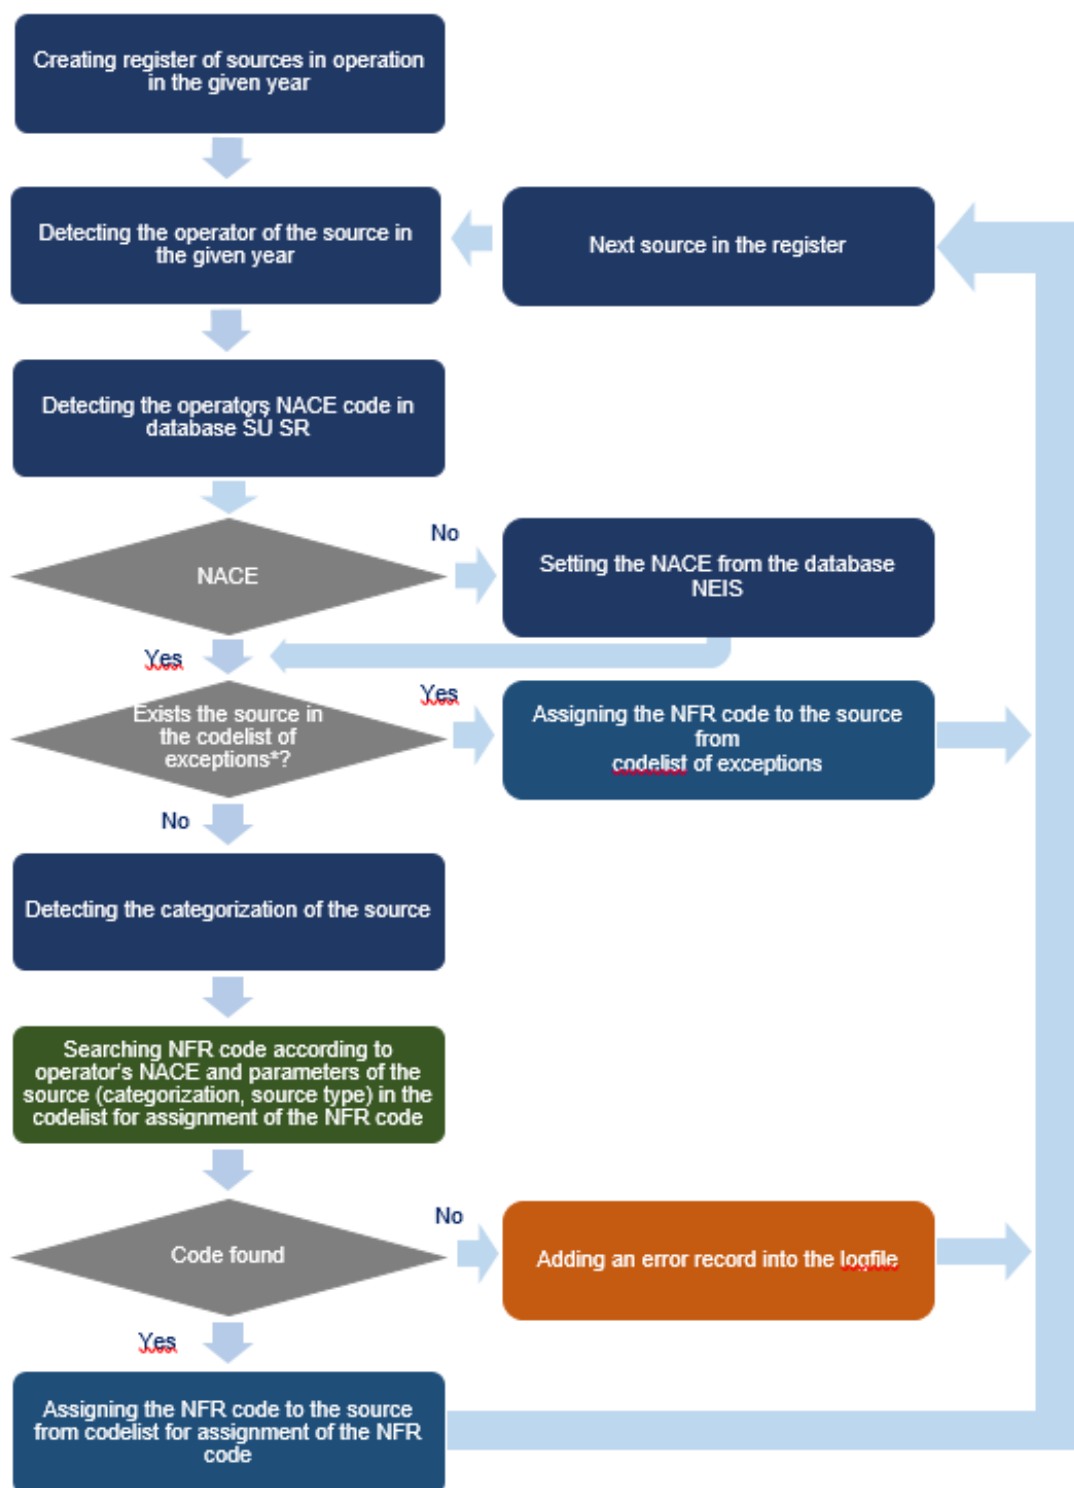 Creating register of sources in operation
in the given year
Detecting the operator of the source in
the given year
Next source in the register
Detecting the operators NACE code in
database ŠÚ SR
NACE
No
Setting the NACE from the database
NEIS
Yes
Exists the source in
the codelist of
exceptions*?
Yes
Assigning the NFR code to the source
from
codelist of exceptions
No
Detecting the categorization of the source
Searching NFR code according to
operator's NACE and parameters of the
source (categorization, source type) in the
codelist for assignment of the NFR code
Code found
No
Adding an error record into the logfile
Yes
Assigning the NFR code to the source
from codelist for assignment of the NFR
code